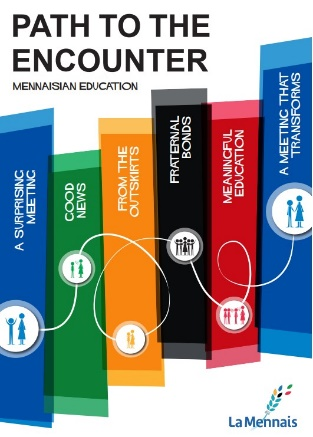 PATH TO THE
ENCOUNTER
MENNAISIAN EDUCATION
A SURPRISING
MEETING
GOOD
NEWS
FROM THE
OUTSKIRTS
FRATERNAL
BONDS
MEANINGFUL
EDUCATION
A MEETING THAT
TRANSFORMS
La Mennais